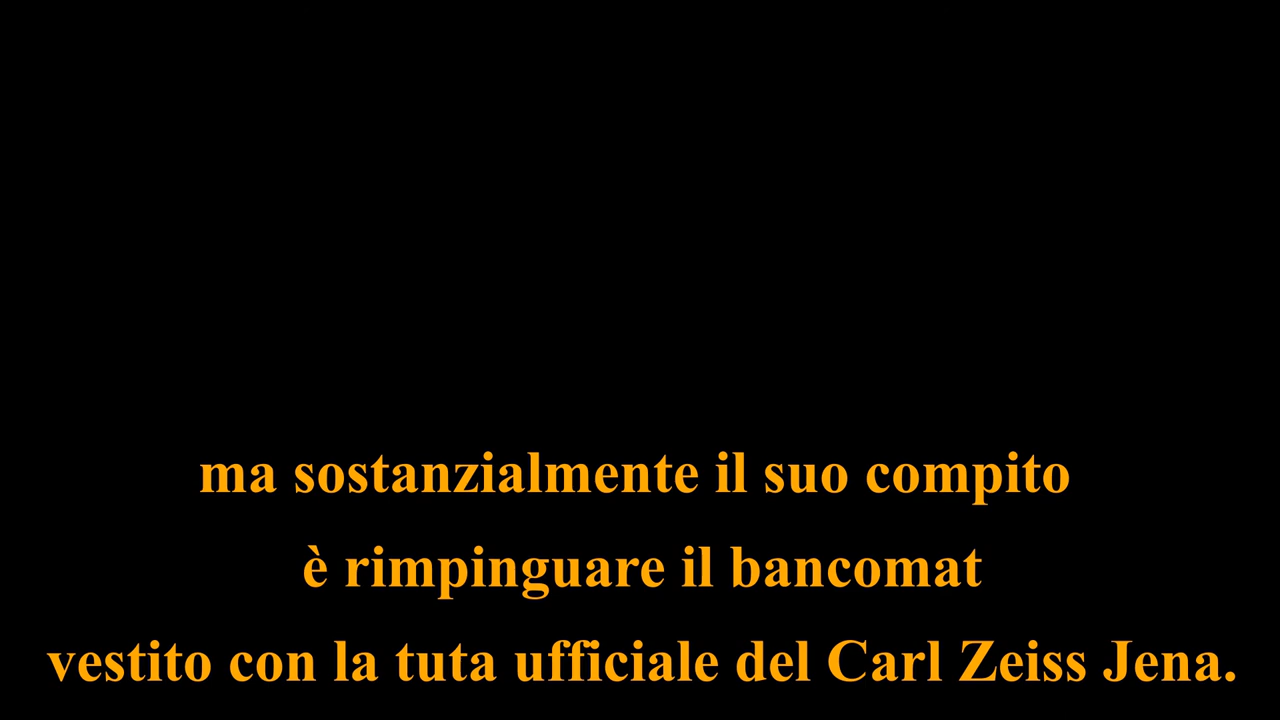 ma sostanzialmente il suo compito
è rimpinguare il bancomat
vestito con la tuta ufficiale del Carl Zeiss Jena.